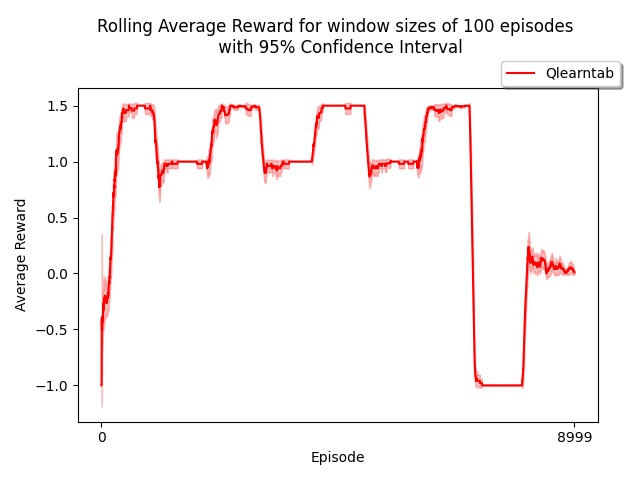 Rolling Average Reward for window sizes of 100 episodes
with 95% Confidence Interval
Qlearntab
1.5
1.0
0.5
0.0
−0.5
−1.0
Average Reward
0
8999
Episode